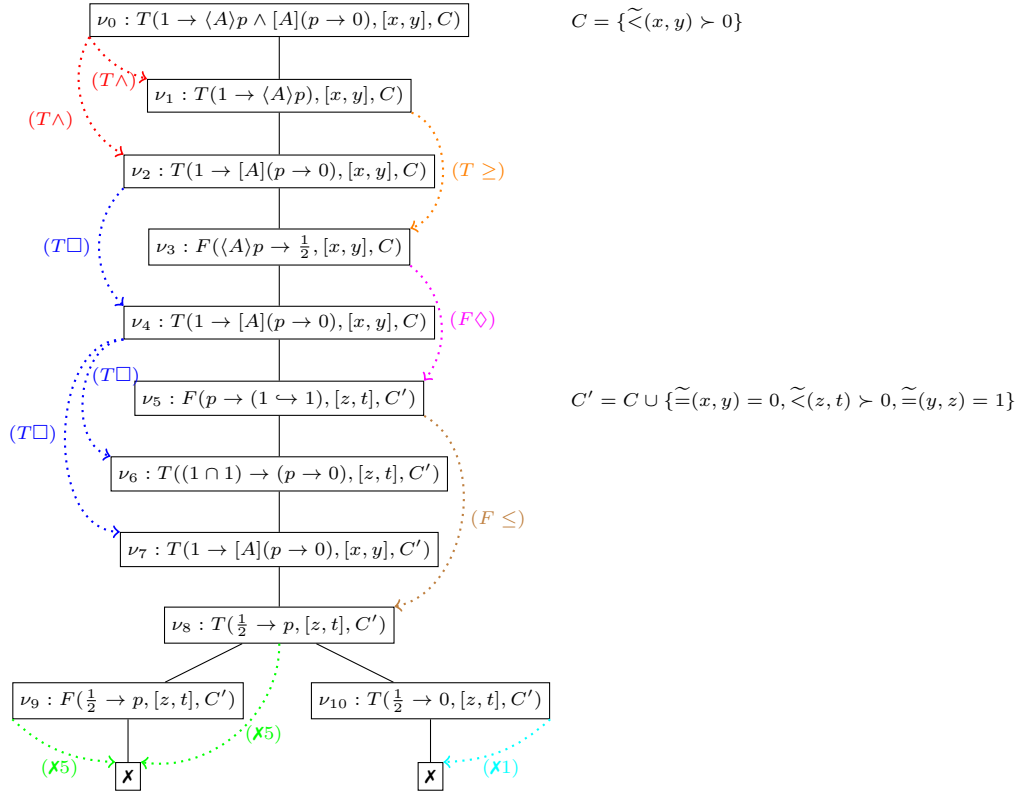 ν₀ : T(1 → ⟨A⟩p ∧ [A](p → 0), [x, y], C)
C = {≺̃(x, y) ≻ 0}
(T∧)
ν₁ : T(1 → ⟨A⟩p), [x, y], C)
(T∧)
ν₂ : T(1 → [A](p → 0), [x, y], C)
(T ≥)
ν₃ : F(⟨A⟩p → ½, [x, y], C)
(T□)
ν₄ : T(1 → [A](p → 0), [x, y], C)
(F◊)
(T□)
ν₅ : F(p → (1 ↪ 1), [z, t], C′)
C′ = C ∪ {=̃(x, y) = 0, <̃(z, t) ≻ 0, =̃(y, z) = 1}
(T□)
ν₆ : T((1 ∩ 1) → (p → 0), [z, t], C′)
(F ≤)
ν₇ : T(1 → [A](p → 0), [x, y], C′)
ν₈ : T(½ → p, [z, t], C′)
ν₉ : F(½ → p, [z, t], C′)
ν₁₀ : T(½ → 0, [z, t], C′)
(✗5)
(✗5)
✗
✗
(✗1)